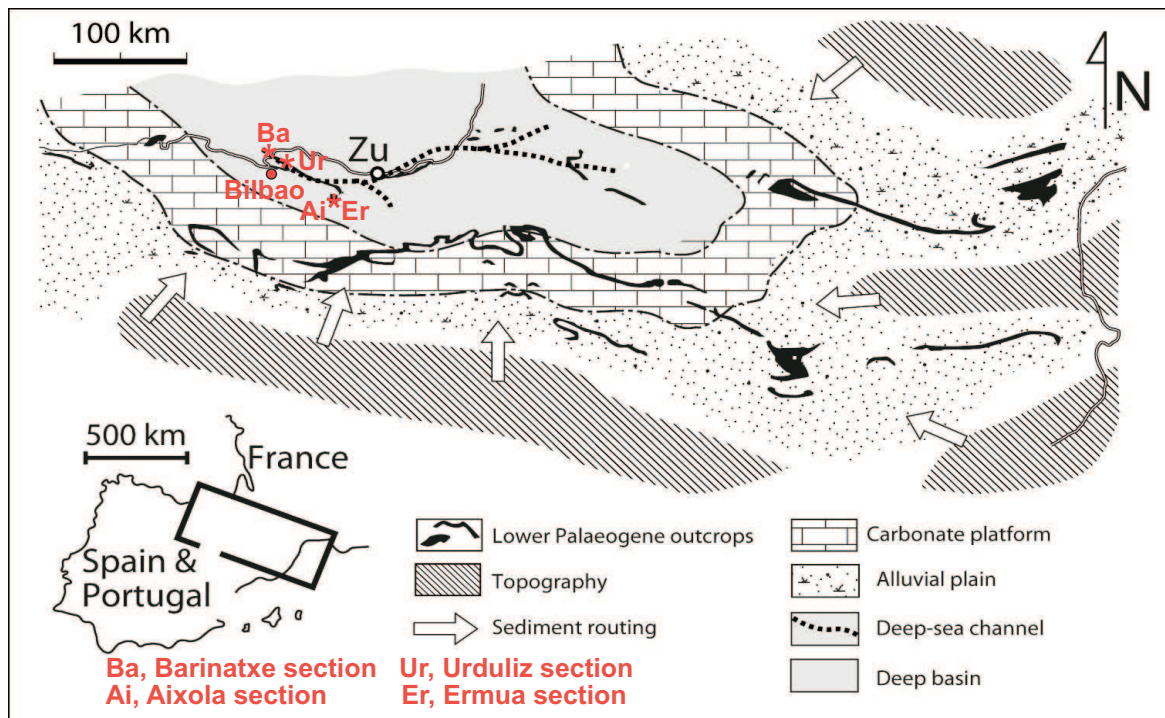 100 km
N
Ba
Ur
Zu
Bilbao
Ai Er
500 km
France
Spain &
Portugal
Lower Palaeogene outcrops
Topography
Sediment routing
Carbonate platform
Alluvial plain
Deep-sea channel
Deep basin
Ba, Barinatxe section Ur, Urduliz section
Ai, Aixola section Er, Ermua section